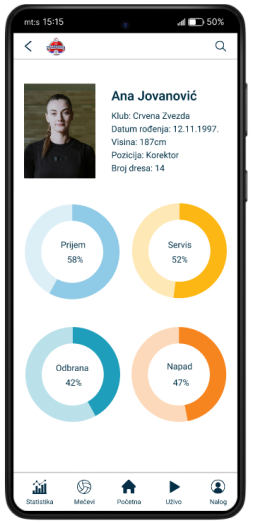 mt:s 15:15
50%
Ana Jovanović
Klub: Crvena Zvezda
Datum rođenja: 12.11.1997.
Visina: 187cm
Pozicija: Korektor
Broj dresa: 14
Prijem
58%
Servis
52%
Odbrana
42%
Napad
47%
Statistika
Mečevi
Početna
Uživo
Nalog